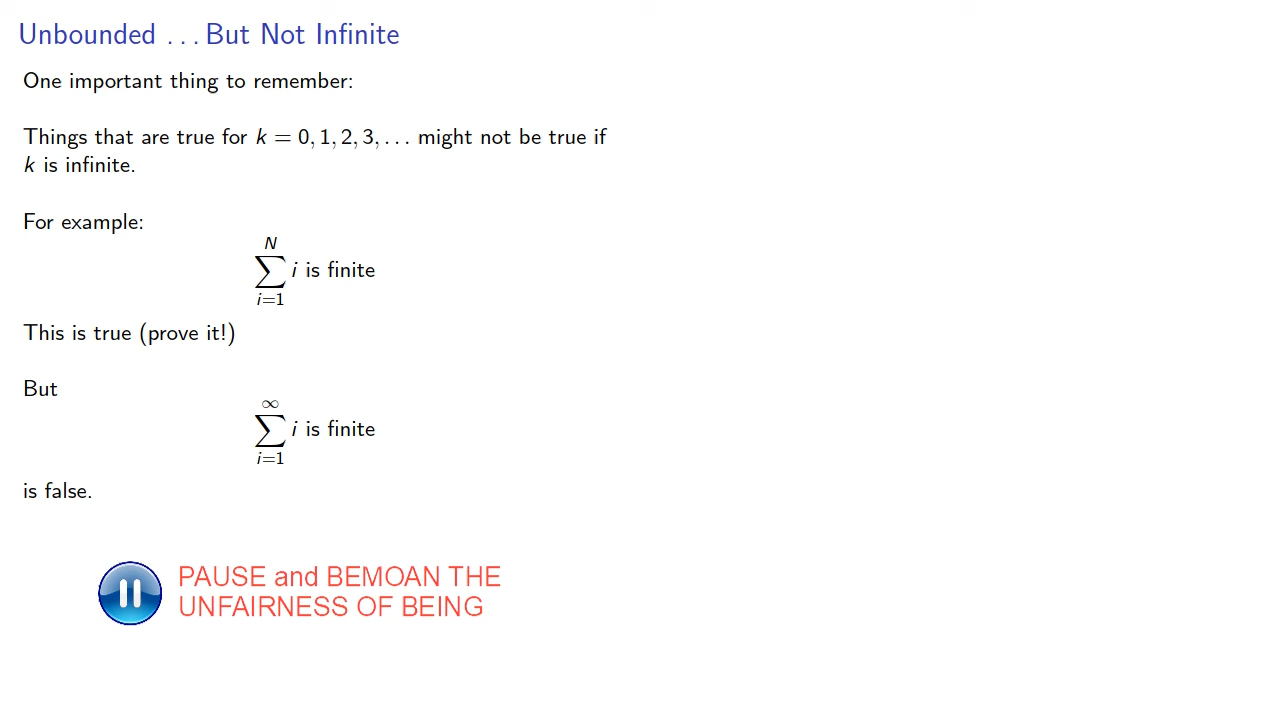 Unbounded ... But Not Infinite
One important thing to remember:
Things that are true for k = 0, 1, 2, 3, ... might not be true if
k is infinite.
For example:
N
∑ i is finite
i=1
This is true (prove it!)
But
∞
∑ i is finite
i=1
is false.
PAUSE and BEMOAN THE
UNFAIRNESS OF BEING